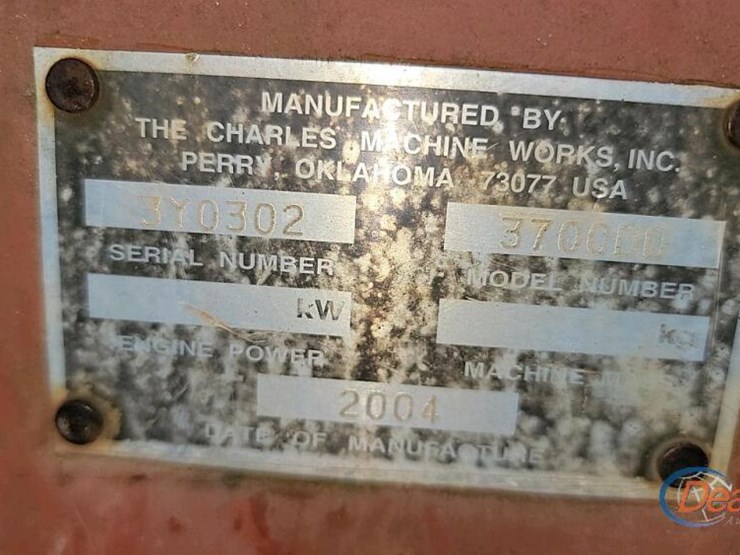 MANUFACTURED BY:
THE CHARLES MACHINE WORKS, INC.
PERRY, OKLAHOMA 73077 USA
3Y0302
SERIAL NUMBER
MODEL NUMBER
kW
kg
ENGINE POWER
MACHINE
2004
DATE OF MANUFACTURE